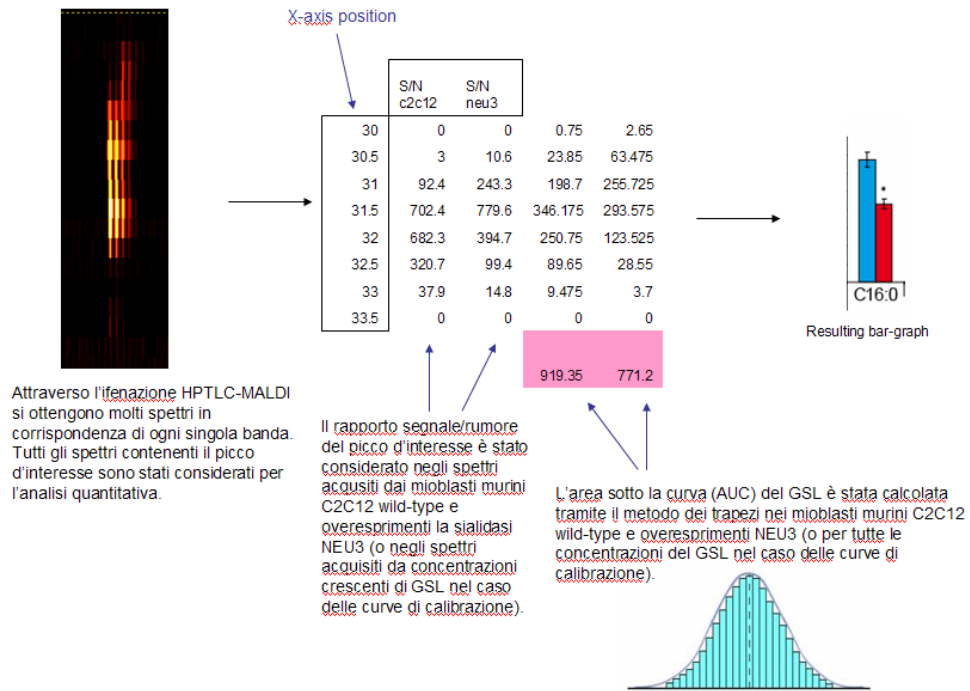 X-axis position
S/N S/N
c2c12 neu3
30 0 0 0.75 2.65
30.5 3 10.6 23.85 63.475
31 92.4 243.3 198.7 255.725
31.5 702.4 779.6 346.175 293.575
32 682.3 394.7 250.75 123.525
32.5 320.7 99.4 89.65 28.55
33 37.9 14.8 9.475 3.7
33.5 0 0 0 0
919.35 771.2
*
C16:0
Resulting bar-graph
Attraverso l'ifenazione HPTLC-MALDI
si ottengono molti spettri in
corrispondenza di ogni singola banda.
Tutti gli spettri contenenti il picco
d'interesse sono stati considerati per
l'analisi quantitativa.
Il rapporto segnale/rumore
del picco d'interesse è stato
considerato negli spettri
acqusiti dai mioblasti murini
C2C12 wild-type e
overesprimenti la sialidasi
NEU3 (o negli spettri
acquisiti da concentrazioni
crescenti di GSL nel caso
delle curve di calibrazione).
L'area sotto la curva (AUC) del GSL è stata calcolata
tramite il metodo dei trapezi nei mioblasti murini C2C12
wild-type e overesprimenti NEU3 (o per tutte le
concentrazioni del GSL nel caso delle curve di
calibrazione).